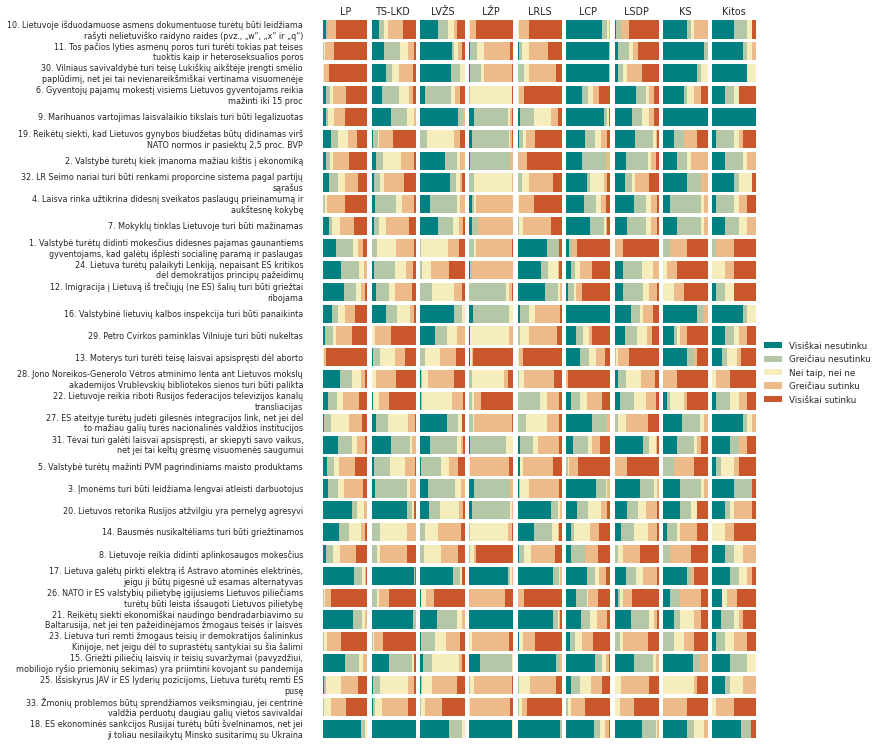 LP TS-LKD LVŽS LŽP LRLS LCP LSDP KS Kitos
10. Lietuvoje išduodamuose asmens dokumentuose turėtų būti leidžiama
rašyti nelietuviško raidyno raides (pvz., „w“, „x“ ir „q“)
11. Tos pačios lyties asmenų poros turi turėti tokias pat teises
tuoktis kaip ir heteroseksualios poros
30. Vilniaus savivaldybė turi teisę Lukiškių aikštėje įrengti smėlio
paplūdimį, net jei tai nevienareikšmiškai vertinama visuomenėje
6. Gyventojų pajamų mokestį visiems Lietuvos gyventojams reikia
mažinti iki 15 proc
9. Marihuanos vartojimas laisvalaikio tikslais turi būti legalizuotas
19. Reikėtų siekti, kad Lietuvos gynybos biudžetas būtų didinamas virš
NATO normos ir pasiektų 2,5 proc. BVP
2. Valstybė turėtų kiek įmanoma mažiau kištis į ekonomiką
32. LR Seimo nariai turi būti renkami proporcine sistema pagal partijų
sąrašus
4. Laisva rinka užtikrina didesnį sveikatos paslaugų prieinamumą ir
aukštesnę kokybę
7. Mokyklų tinklas Lietuvoje turi būti mažinamas
1. Valstybė turėtų didinti mokesčius didesnes pajamas gaunantiems
gyventojams, kad galėtų išplėsti socialinę paramą ir paslaugas
24. Lietuva turėtų palaikyti Lenkiją, nepaisant ES kritikos
dėl demokratijos principų pažeidimų
12. Imigracija į Lietuvą iš trečiųjų (ne ES) šalių turi būti griežtai
ribojama
16. Valstybinė lietuvių kalbos inspekcija turi būti panaikinta
29. Petro Cvirkos paminklas Vilniuje turi būti nukeltas
13. Moterys turi turėti teisę laisvai apsispręsti dėl aborto
28. Jono Noreikos-Generolo Vėtros atminimo lenta ant Lietuvos mokslų
akademijos Vrublevskių bibliotekos sienos turi būti palikta
22. Lietuvai reikia riboti Rusijos federacijos televizijos kanalų
transliacijas
27. ES ateityje turėtų judėti gilesnės integracijos link, net jei dėl
to mažiau galių turės nacionalinės valdžios institucijos
31. Tėvai turi galėti laisvai apsispręsti, ar skiepyti savo vaikus,
net jei tai keltų grėsmę visuomenės saugumui
5. Valstybė turėtų mažinti PVM pagrindiniams maisto produktams
3. Įmonėms turi būti leidžiama lengvai atleisti darbuotojus
20. Lietuvos retorika Rusijos atžvilgiu yra pernelyg agresyvi
14. Bausmės nusikaltėliams turi būti griežtinamos
8. Lietuvoje reikia didinti aplinkosaugos mokesčius
17. Lietuva galėtų pirkti elektrą iš Astravo atominės elektrinės,
jeigu ji būtų pigesnė už esamas alternatyvas
26. NATO ir ES valstybių pilietybę įgijusiems Lietuvos piliečiams
turėtų būti leista išsaugoti Lietuvos pilietybę
21. Reikėtų siekti ekonomiškai naudingo bendradarbiavimo su
Baltarusija, net jei ten pažeidinėjamos žmogaus teisės ir laisvės
23. Lietuva turi remti žmogaus teisių ir demokratijos šalininkus
Kinijoje, net jeigu dėl to suprastėtų santykiai su šia šalimi
15. Griežti piliečių laisvių ir teisių suvaržymai (pavyzdžiui,
mobiliojo ryšio priemonių sekimas) yra priimtini kovojant su pandemija
25. Išsiskyrus JAV ir ES lyderių pozicijoms, Lietuva turėtų remti ES
pusę
33. Žmonių problemos būtų sprendžiamos veiksmingiau, jei centrinė
valdžia perduotų daugiau galių vietos savivaldai
18. ES ekonominės sankcijos Rusijai turėtų būti švelninamos, net jei
ji toliau nesilaikytų Minsko susitarimų su Ukraina
Visiškai nesutinku
Greičiau nesutinku
Nei taip, nei ne
Greičiau sutinku
Visiškai sutinku